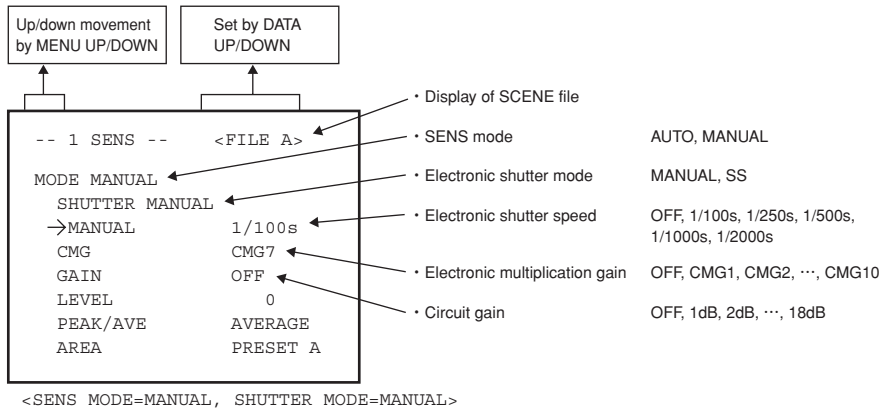 Up/down movement
by MENU UP/DOWN
Set by DATA
UP/DOWN
-- 1 SENS -- <FILE A>
MODE MANUAL
SHUTTER MANUAL
→MANUAL 1/100s
CMG CMG7
GAIN OFF
LEVEL 0
PEAK/AVE AVERAGE
AREA PRESET A
・Display of SCENE file
・SENS mode AUTO, MANUAL
・Electronic shutter mode MANUAL, SS
・Electronic shutter speed OFF, 1/100s, 1/250s, 1/500s,
1/1000s, 1/2000s
・Electronic multiplication gain OFF, CMG1, CMG2, ⋯, CMG10
・Circuit gain OFF, 1dB, 2dB, ⋯, 18dB
<SENS MODE=MANUAL, SHUTTER MODE=MANUAL>